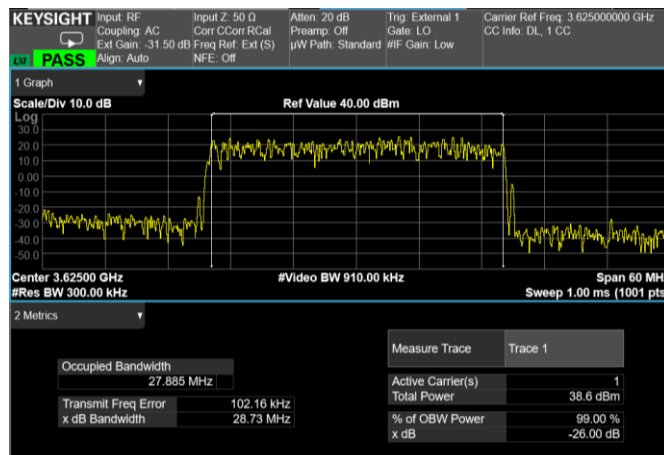 KEYSIGHT Input: RF Input Z: 50 Ω Atten: 20 dB Trig: External 1 Carrier Ref Freq: 3.625000000 GHz
Coupling: AC Corr CCorr RCal Preamp: Off Gate: LO CC Info: DL, 1 CC
Ext Gain: -31.50 dB Freq Ref: Ext (S) µW Path: Standard #IF Gain: Low
LXI PASS Align: Auto NFE: Off
1 Graph
Scale/Div 10.0 dB Ref Value 40.00 dBm
Log
30.0
20.0
10.0
0.00
-10.0
-20.0
-30.0
-40.0
-50.0
Center 3.62500 GHz #Video BW 910.00 kHz Span 60 MH
#Res BW 300.00 kHz Sweep 1.00 ms (1001 pts
2 Metrics
Measure Trace Trace 1
Occupied Bandwidth
27.885 MHz
Active Carrier(s) 1
Total Power 38.6 dBm
Transmit Freq Error 102.16 kHz
% of OBW Power 99.00 %
x dB Bandwidth 28.73 MHz
x dB -26.00 dB